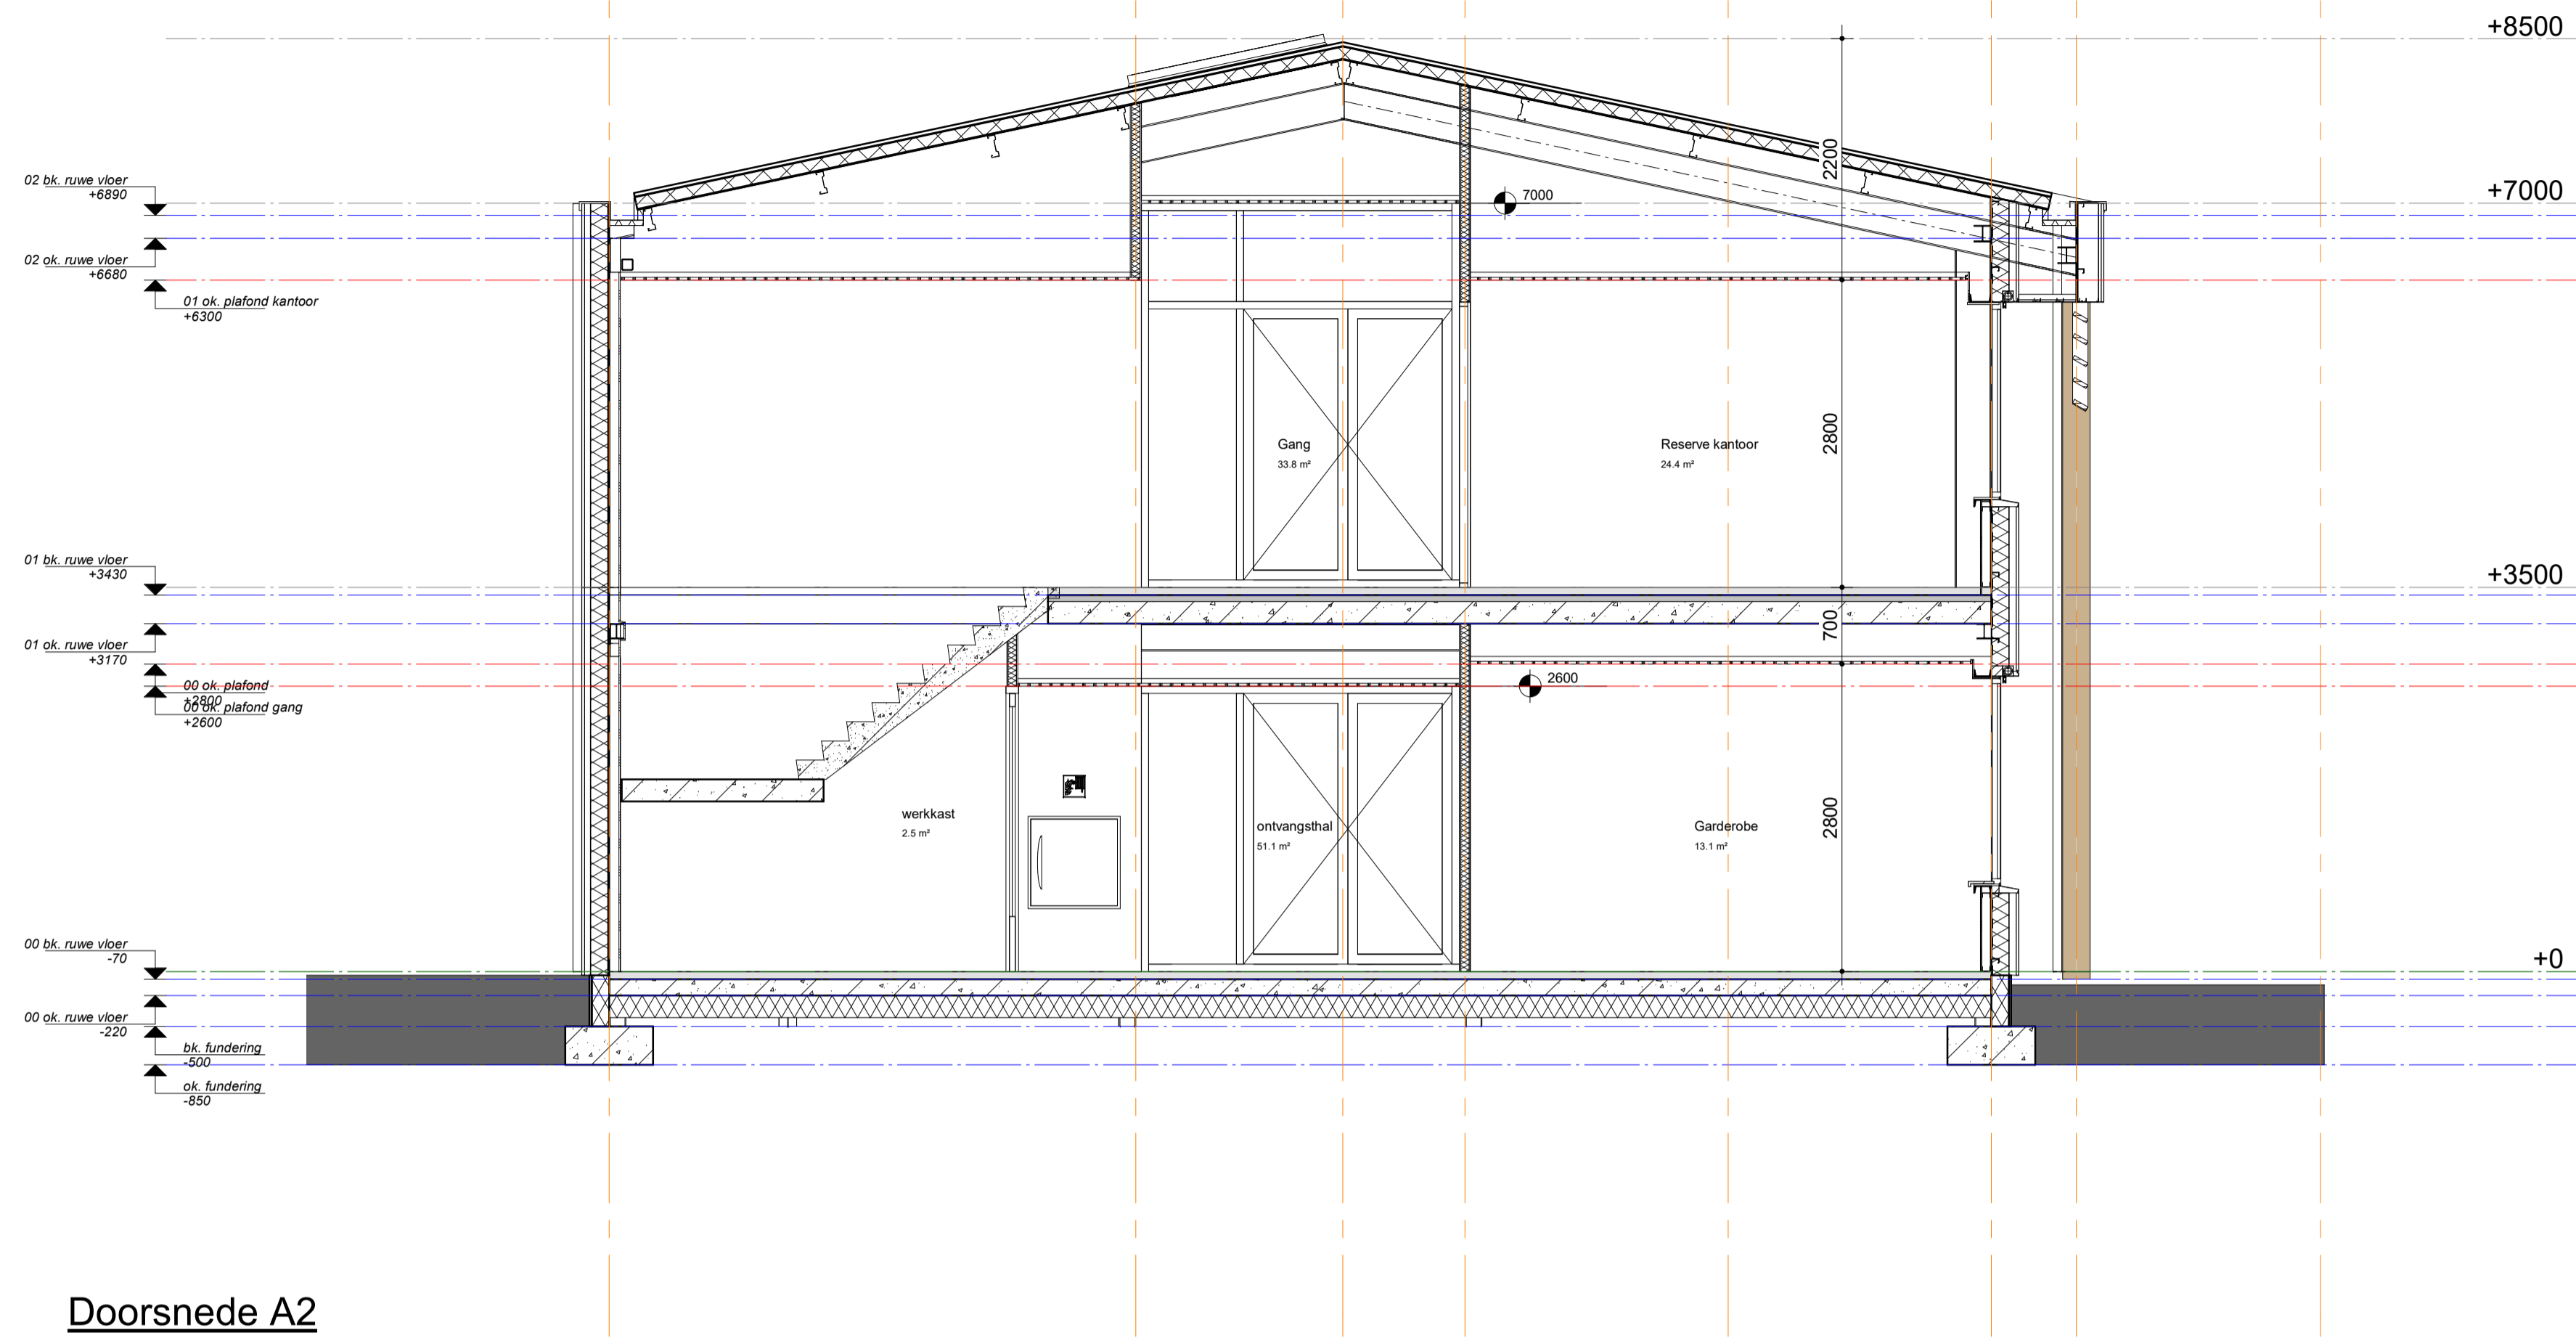 +8500
2200
02 bk. ruwe vloer
+6890
7000
+7000
02 ok. ruwe vloer
+6680
01 ok. plafond kantoor
+6300
Gang
33.8 m²
Reserve kantoor
24.4 m²
2800
01 bk. ruwe vloer
+3430
+3500
700
01 ok. ruwe vloer
+3170
00 ok. plafond
+2800
00 ok. plafond gang
+2600
2600
werkkast
2.5 m²
ontvangsthal
51.1 m²
Garderobe
13.1 m²
2800
00 bk. ruwe vloer
-70
+0
00 ok. ruwe vloer
-220
bk. fundering
-500
ok. fundering
-850
Doorsnede A2